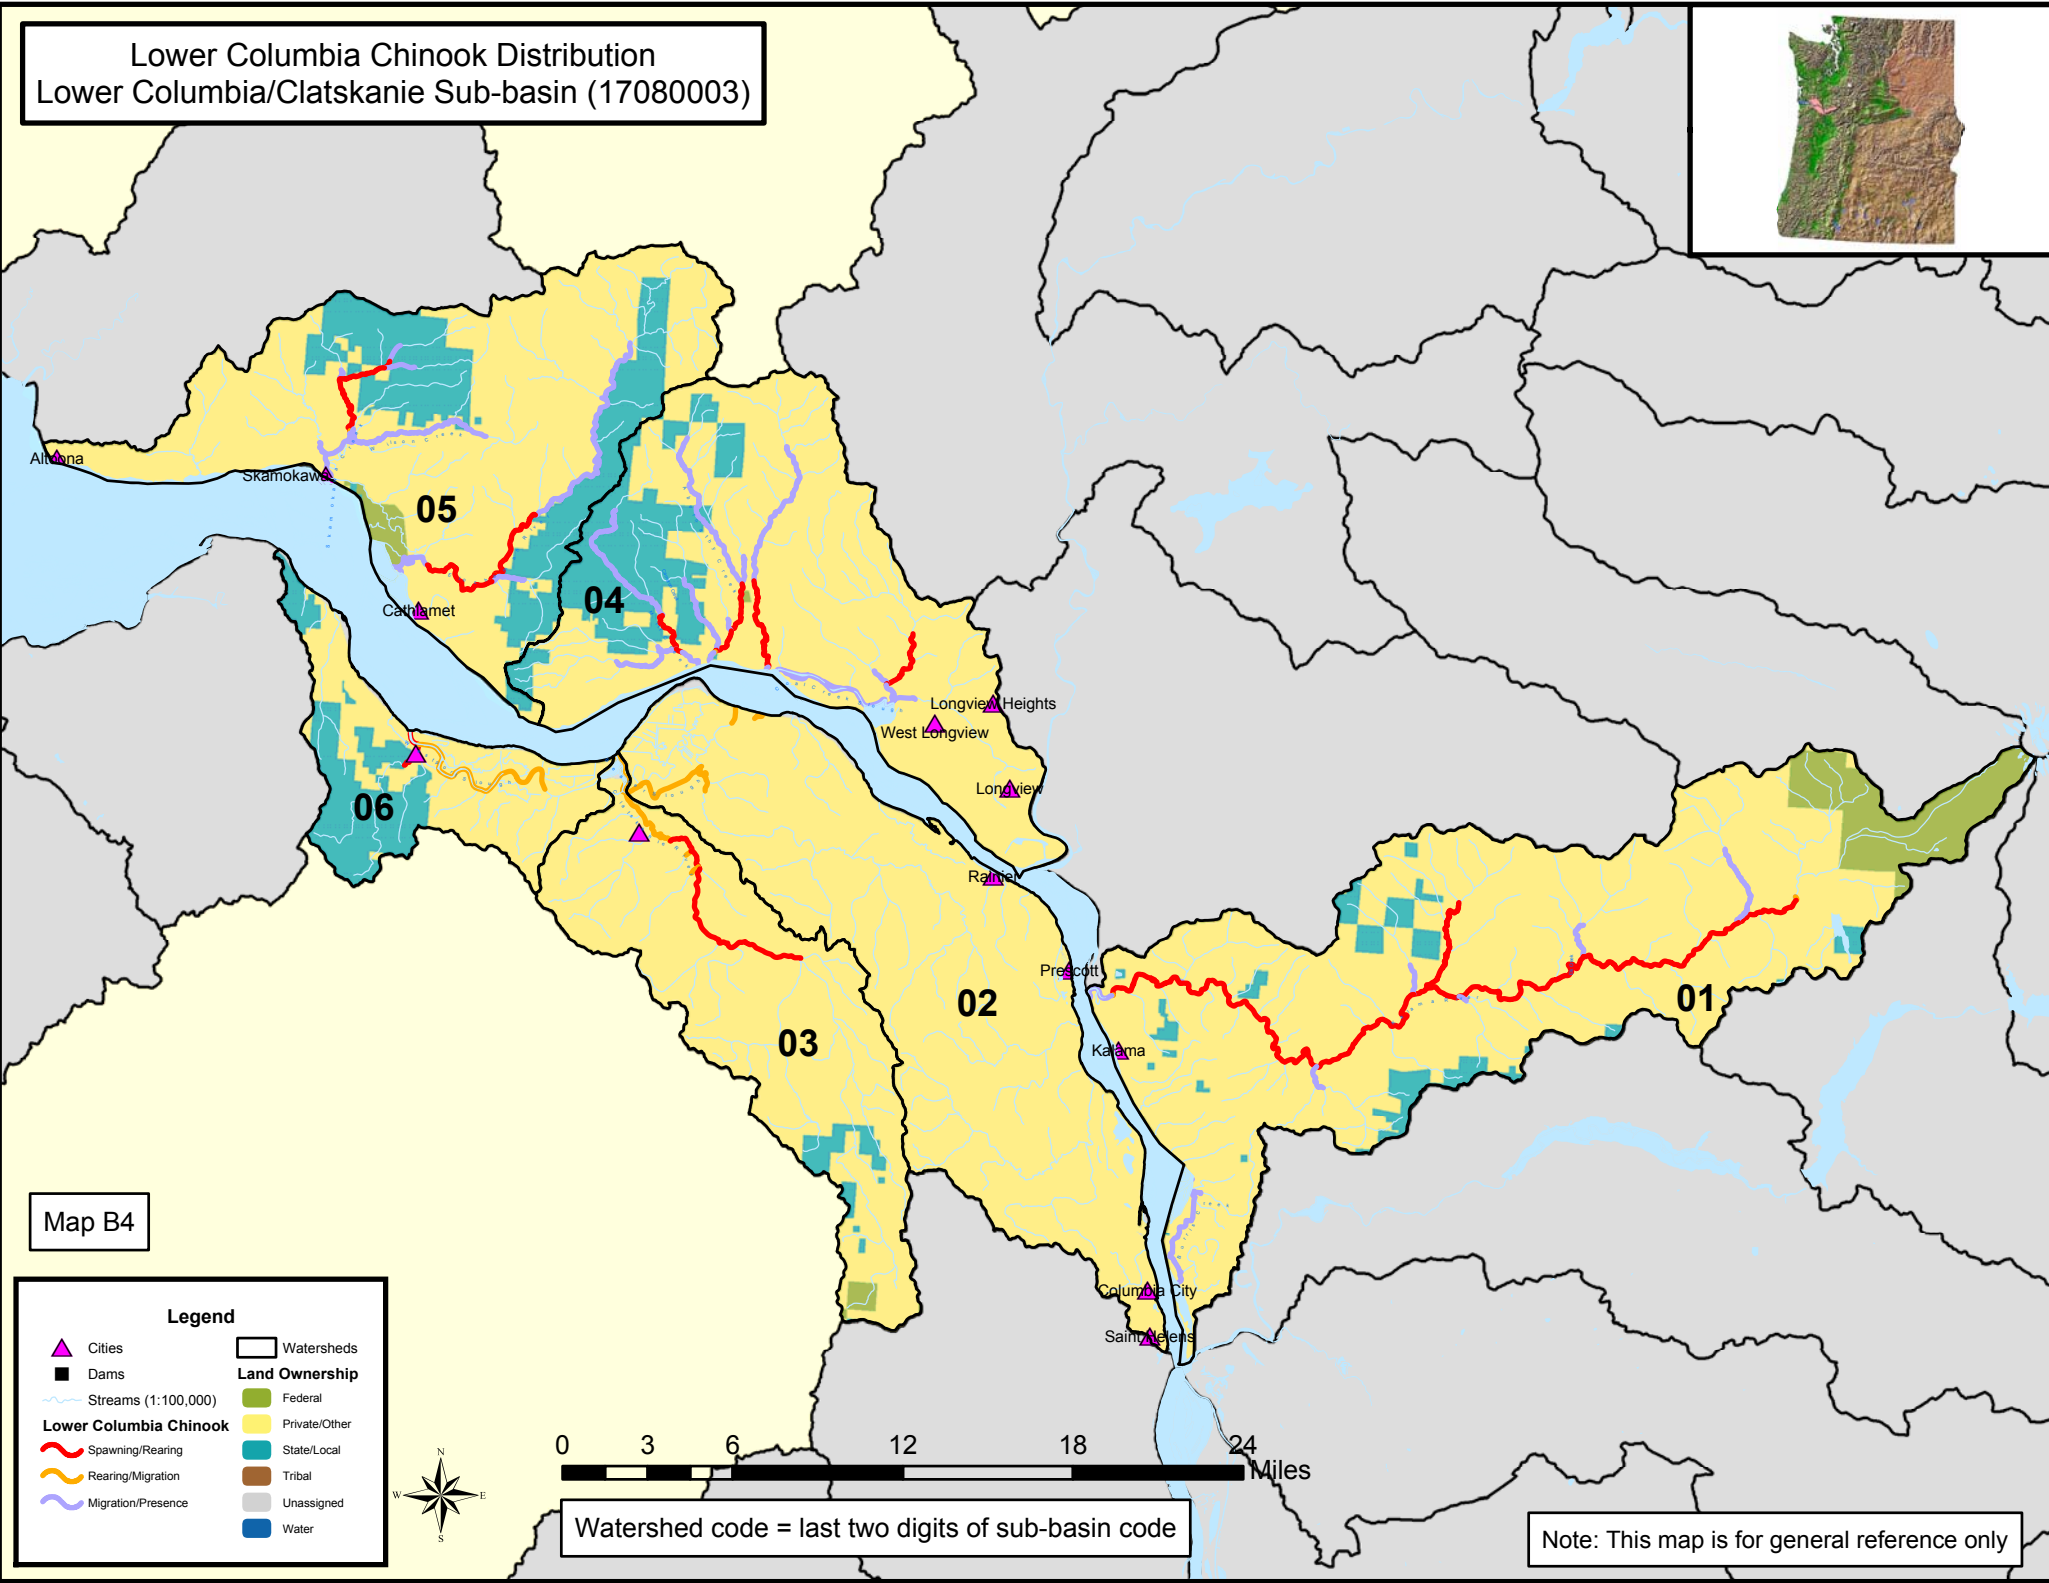 Lower Columbia Chinook Distribution
Lower Columbia/Clatskanie Sub-basin (17080003)
Altoona
Skamokawa
05
04
Cathlamet
Longview Heights
West Longview
Longview
06
Rainier
Prescott
02
01
03
Kalama
Map B4
Columbia City
Saint Helens
Legend
Cities
Dams
Streams (1:100,000)
Lower Columbia Chinook
Spawning/Rearing
Rearing/Migration
Migration/Presence
Watersheds
Land Ownership
Federal
Private/Other
State/Local
Tribal
Unassigned
Water
N
W E
S
0 3 6 12 18 24
Miles
Watershed code = last two digits of sub-basin code
Note: This map is for general reference only